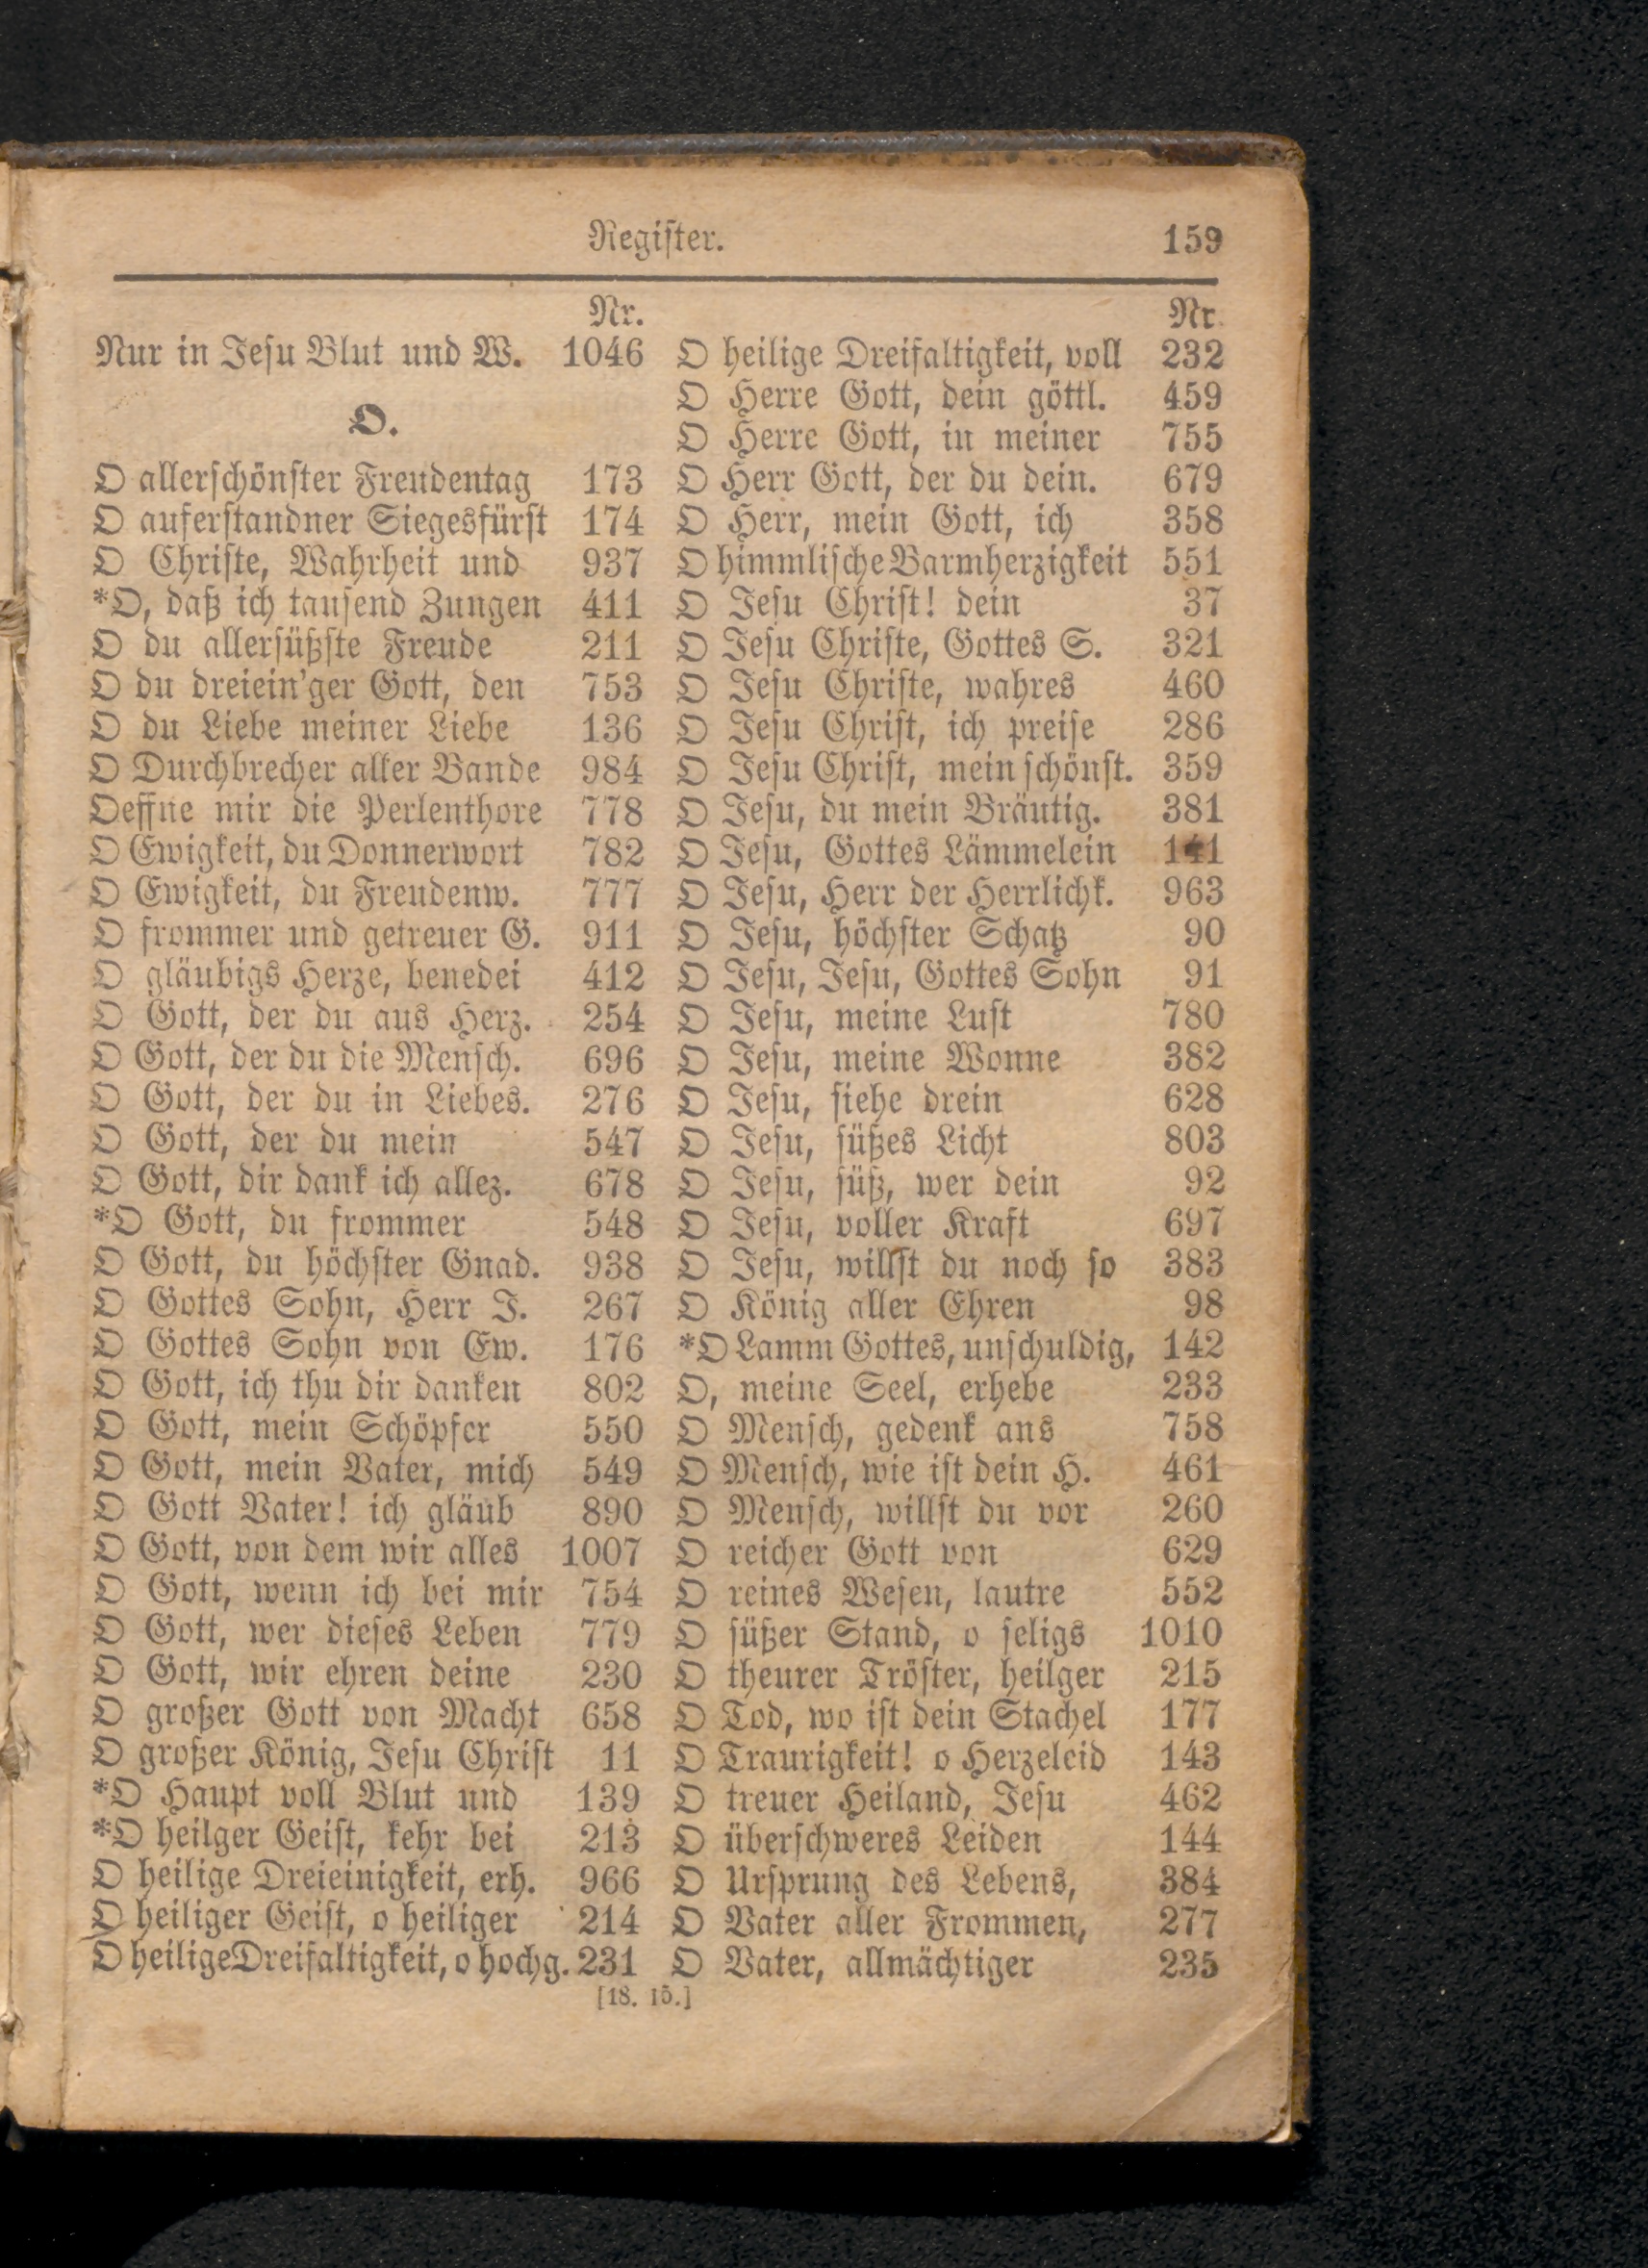 Register.
159
Nr.
Nur in Jesu Blut und W. 1046
O.
O allerschönster Freudentag 173
O auferstandner Siegesfürst 174
O Christe, Wahrheit und 937
*O, daß ich tausend Zungen 411
O du allersüßste Freude 211
O du dreiein'ger Gott, den 753
O du Liebe meiner Liebe 136
O Durchbrecher aller Bande 984
Oeffne mir die Perlenthore 778
O Ewigkeit, du Donnerwort 782
O Ewigkeit, du Freudenw. 777
O frommer und getreuer G. 911
O gläubigs Herze, benedei 412
O Gott, der du aus Herz. 254
O Gott, der du die Mensch. 696
O Gott, der du in Liebes. 276
O Gott, der du mein 547
O Gott, dir dank ich allez. 678
*O Gott, du frommer 548
O Gott, du höchster Gnad. 938
O Gottes Sohn, Herr J. 267
O Gottes Sohn von Ew. 176
O Gott, ich thu dir danken 802
O Gott, mein Schöpfer 550
O Gott, mein Vater, mich 549
O Gott Vater! ich gläub 890
O Gott, von dem wir alles 1007
O Gott, wenn ich bei mir 754
O Gott, wer dieses Leben 779
O Gott, wir ehren deine 230
O großer Gott von Macht 658
O großer König, Jesu Christ 11
*O Haupt voll Blut und 139
*O heilger Geist, kehr bei 213
O heilige Dreieinigkeit, erh. 966
O heiliger Geist, o heiliger 214
O heilige Dreifaltigkeit, o hochg. 231
Nr.
O heilige Dreifaltigkeit, voll 232
O Herre Gott, dein göttl. 459
O Herre Gott, in meiner 755
O Herr Gott, der du dein. 679
O Herr, mein Gott, ich 358
O himmlische Barmherzigkeit 551
O Jesu Christ! dein 37
O Jesu Christe, Gottes S. 321
O Jesu Christe, wahres 460
O Jesu Christ, ich preise 286
O Jesu Christ, mein schönst. 359
O Jesu, du mein Bräutig. 381
O Jesu, Gottes Lämmelein 141
O Jesu, Herr der Herrlichk. 963
O Jesu, höchster Schatz 90
O Jesu, Jesu, Gottes Sohn 91
O Jesu, meine Lust 780
O Jesu, meine Wonne 382
O Jesu, siehe drein 628
O Jesu, süßes Licht 803
O Jesu, süß, wer dein 92
O Jesu, voller Kraft 697
O Jesu, willst du noch so 383
O König aller Ehren 98
*O Lamm Gottes, unschuldig, 142
O, meine Seel, erhebe 233
O Mensch, gedenk ans 758
O Mensch, wie ist dein H. 461
O Mensch, willst du vor 260
O reicher Gott von 629
O reines Wesen, lautre 552
O süßer Stand, o seligs 1010
O theurer Tröster, heilger 215
O Tod, wo ist dein Stachel 177
O Traurigkeit! o Herzeleid 143
O treuer Heiland, Jesu 462
O überschweres Leiden 144
O Ursprung des Lebens, 384
O Vater aller Frommen, 277
O Vater, allmächtiger 235
[18. 15.]